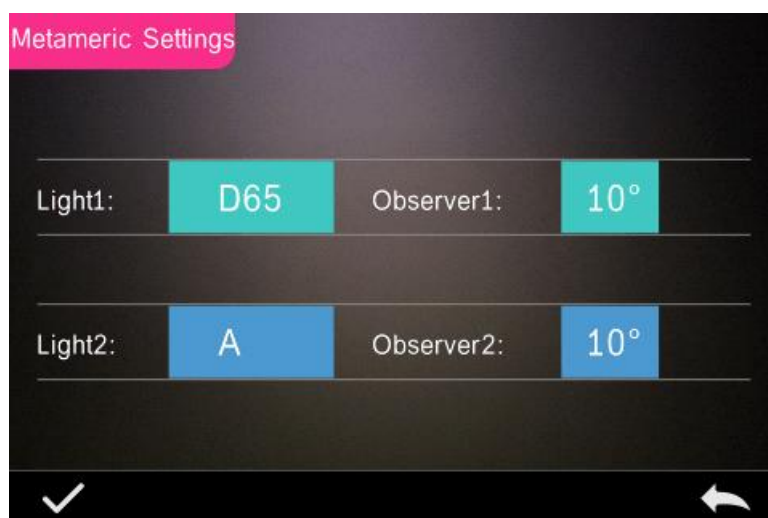 Metameric Settings
Light1: D65 Observer1: 10°
Light2: A Observer2: 10°